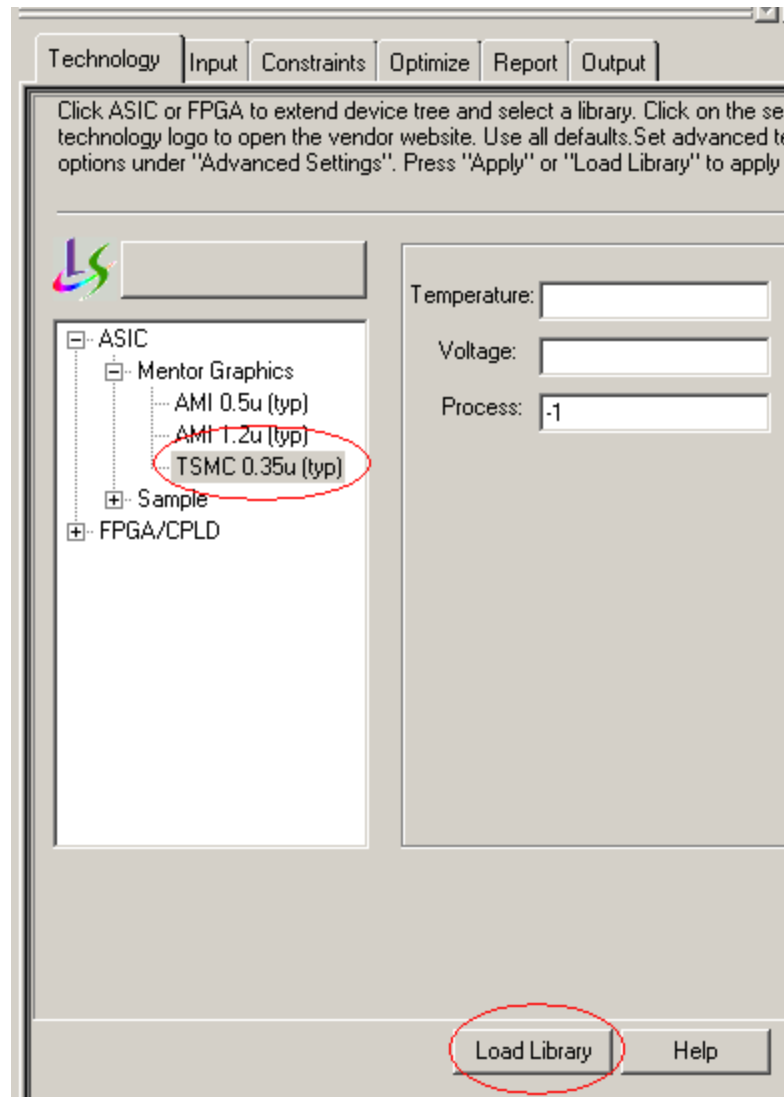 Technology Input Constraints Optimize Report Output
Click ASIC or FPGA to extend device tree and select a library. Click on the se
technology logo to open the vendor website. Use all defaults.Set advanced te
options under "Advanced Settings". Press "Apply" or "Load Library" to apply
LS
Temperature:
ASIC
Voltage:
Mentor Graphics
AMI 0.5u (typ)
Process: -1
AMI 1.2u (typ)
TSMC 0.35u (typ)
Sample
FPGA/CPLD
Load Library Help